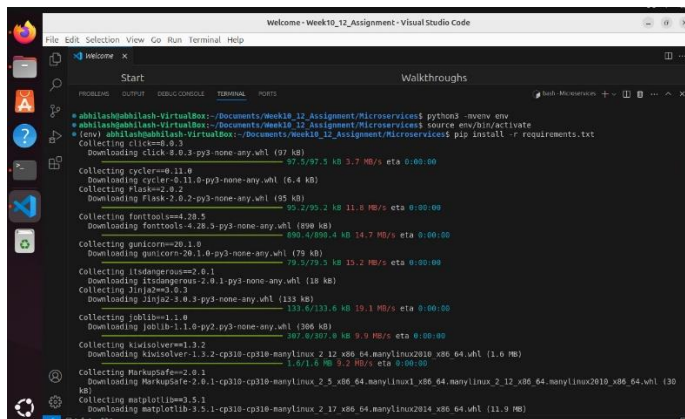 Welcome - Week10_12_Assignment - Visual Studio Code
File Edit Selection View Go Run Terminal Help
Welcome
Start
Walkthroughs
PROBLEMS OUTPUT DEBUG CONSOLE TERMINAL PORTS
bash - Microservices
abhilash@abhilash-VirtualBox:~/Documents/Week10_12_Assignment/Microservices$ python3 -mvenv env
abhilash@abhilash-VirtualBox:~/Documents/Week10_12_Assignment/Microservices$ source env/bin/activate
(env) abhilash@abhilash-VirtualBox:~/Documents/Week10_12_Assignment/Microservices$ pip install -r requirements.txt
Collecting click==8.0.3
Downloading click-8.0.3-py3-none-any.whl (97 kB)
97.5/97.5 kB 3.7 MB/s eta 0:00:00
Collecting cycler==0.11.0
Downloading cycler-0.11.0-py3-none-any.whl (6.4 kB)
Collecting Flask==2.0.2
Downloading Flask-2.0.2-py3-none-any.whl (95 kB)
95.2/95.2 kB 11.8 MB/s eta 0:00:00
Collecting fonttools==4.28.5
Downloading fonttools-4.28.5-py3-none-any.whl (890 kB)
890.4/890.4 kB 14.7 MB/s eta 0:00:00
Collecting gunicorn==20.1.0
Downloading gunicorn-20.1.0-py3-none-any.whl (79 kB)
79.5/79.5 kB 15.2 MB/s eta 0:00:00
Collecting itsdangerous==2.0.1
Downloading itsdangerous-2.0.1-py3-none-any.whl (18 kB)
Collecting Jinja2==3.0.3
Downloading Jinja2-3.0.3-py3-none-any.whl (133 kB)
133.6/133.6 kB 19.1 MB/s eta 0:00:00
Collecting joblib==1.1.0
Downloading joblib-1.1.0-py2.py3-none-any.whl (306 kB)
307.0/307.0 kB 9.9 MB/s eta 0:00:00
Collecting kiwisolver==1.3.2
Downloading kiwisolver-1.3.2-cp310-cp310-manylinux_2_12_x86_64.manylinux2010_x86_64.whl (1.6 MB)
1.6/1.6 MB 9.2 MB/s eta 0:00:00
Collecting MarkupSafe==2.0.1
Downloading MarkupSafe-2.0.1-cp310-cp310-manylinux_2_5_x86_64.manylinux1_x86_64.manylinux_2_12_x86_64.manylinux2010_x86_64.whl (30
kB)
Collecting matplotlib==3.5.1
Downloading matplotlib-3.5.1-cp310-cp310-manylinux_2_17_x86_64.manylinux2014_x86_64.whl (11.9 MB)